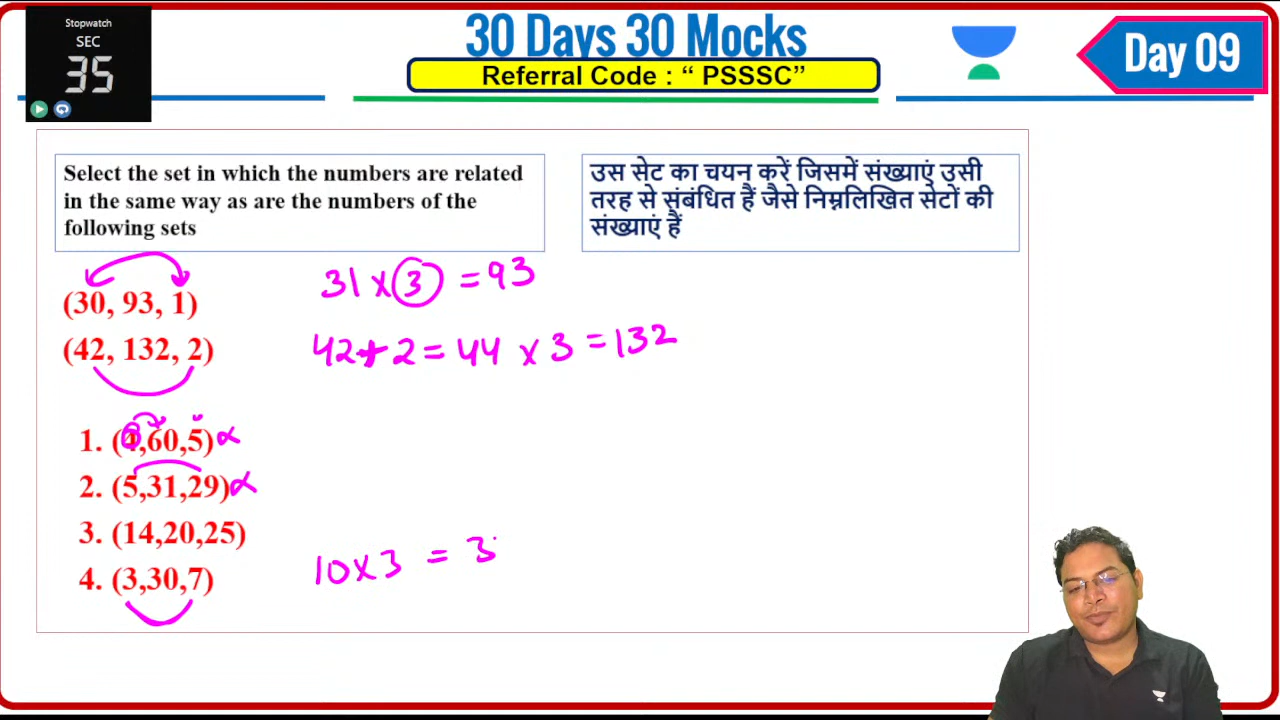 Stopwatch
SEC
35
30 Days 30 Mocks
Referral Code : “ PSSSC”
Day 09
Select the set in which the numbers are related
in the same way as are the numbers of the
following sets
उस सेट का चयन करें जिसमें संख्याएं उसी
तरह से संबंधित हैं जैसे निम्नलिखित सेटों की
संख्याएं हैं
(30, 93, 1)
31 x 3 = 93
(42, 132, 2)
42 + 2 = 44 x 3 = 132
1. (4,60,5)
2. (5,31,29)
3. (14,20,25)
4. (3,30,7)
10 x 3 = 3